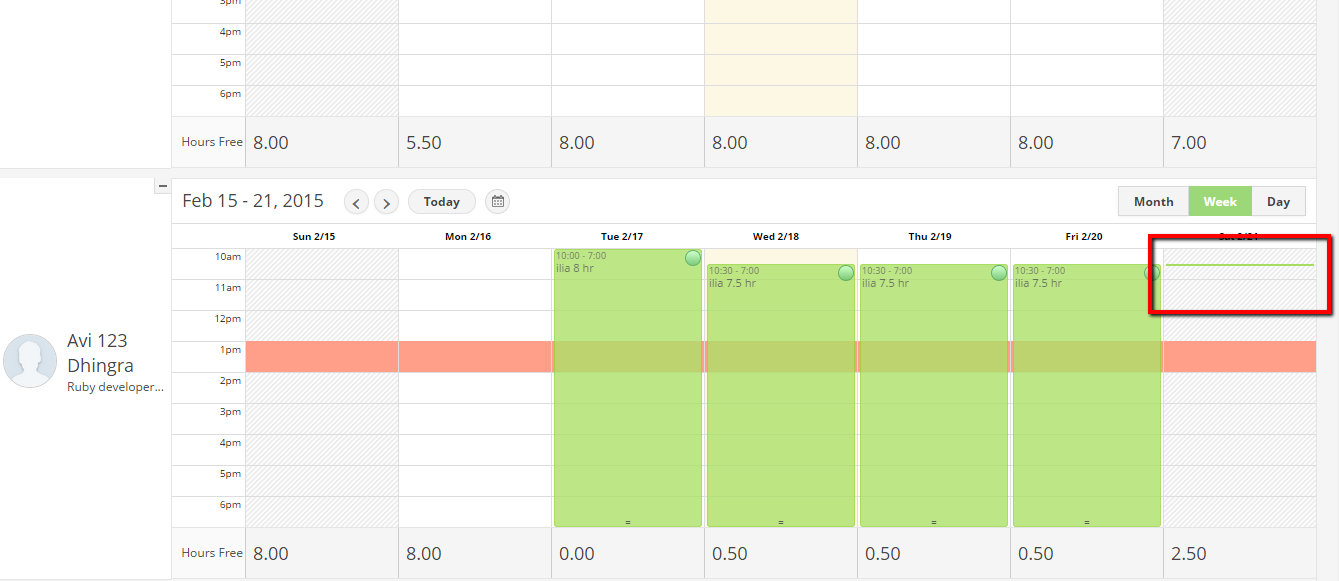 3pm
4pm
5pm
6pm
Hours Free 8.00 5.50 8.00 8.00 8.00 8.00 7.00
Feb 15 - 21, 2015 Today Month Week Day
Sun 2/15 Mon 2/16 Tue 2/17 Wed 2/18 Thu 2/19 Fri 2/20 Sat 2/21
10am 10:00 - 7:00
ilia 8 hr
10:30 - 7:00 10:30 - 7:00 10:30 - 7:00
ilia 7.5 hr ilia 7.5 hr ilia 7.5 hr
11am
12pm
1pm
2pm
3pm
4pm
5pm
6pm
Avi 123
Dhingra
Ruby developer...
Hours Free 8.00 8.00 0.00 0.50 0.50 0.50 2.50